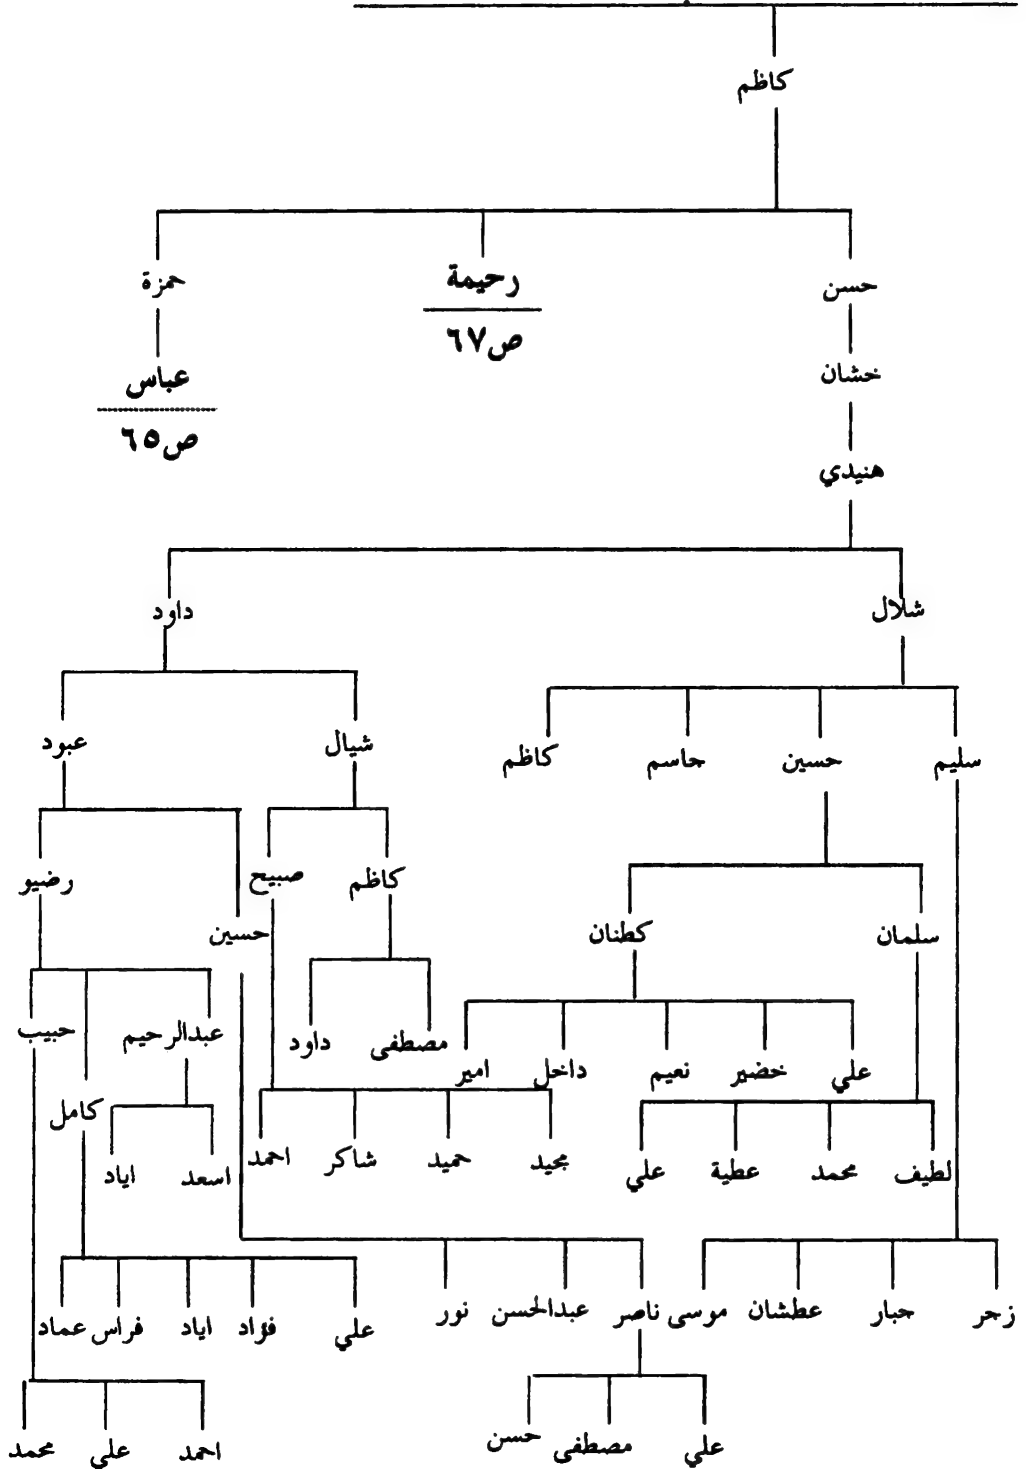 كاظم
حسن رحيمة حمزة
ص٦٧
خشان عباس
ص٦٥
هنيدي
شلال داود
سليم حسين جاسم كاظم شيال عبود
كاظم صبيح رضيو
سلمان كطنان حسين
علي خضير نعيم داخل امير مصطفى داود عبدالرحيم حبيب
كامل
لطيف محمد عطية علي مجيد حميد شاكر احمد اسعد اياد
زحر جبار عطشان موسى ناصر عبدالحسن نور علي فؤاد اياد فراس عماد
علي مصطفى حسن احمد علي محمد